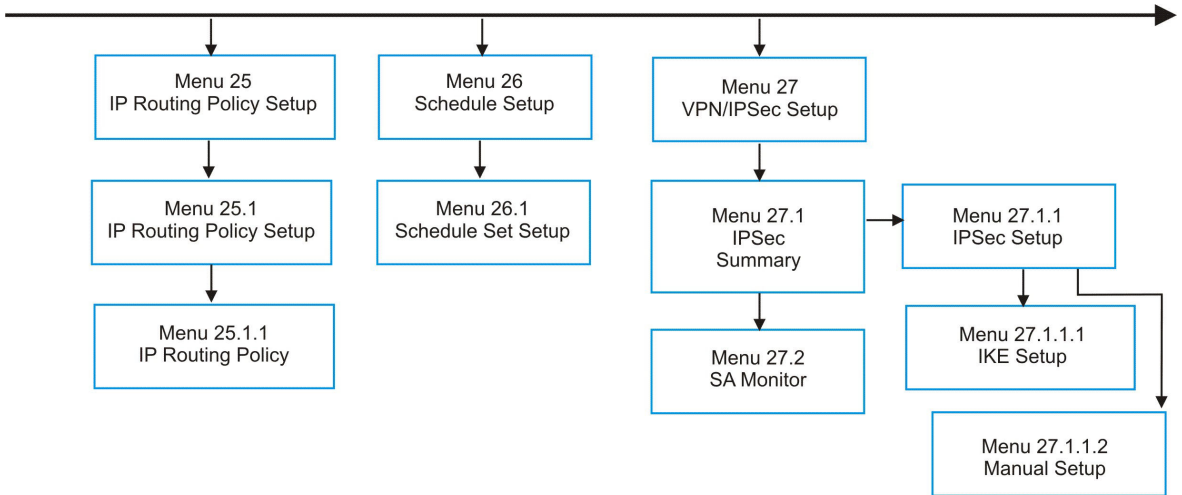 Menu 25
IP Routing Policy Setup
Menu 26
Schedule Setup
Menu 27
VPN/IPSec Setup
Menu 25.1
IP Routing Policy Setup
Menu 26.1
Schedule Set Setup
Menu 27.1
IPSec
Summary
Menu 27.1.1
IPSec Setup
Menu 25.1.1
IP Routing Policy
Menu 27.2
SA Monitor
Menu 27.1.1.1
IKE Setup
Menu 27.1.1.2
Manual Setup